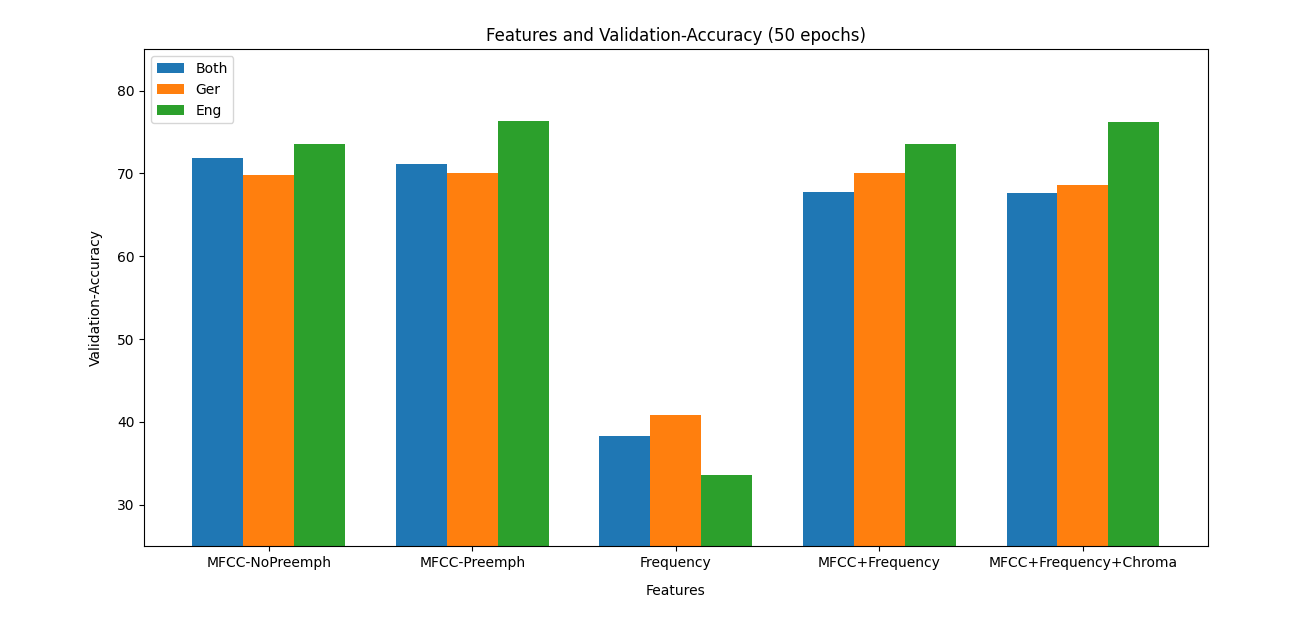 Features and Validation-Accuracy (50 epochs)
Both
Ger
Eng
Validation-Accuracy
80
70
60
50
40
30
MFCC-NoPreemph MFCC-Preemph Frequency MFCC+Frequency MFCC+Frequency+Chroma
Features